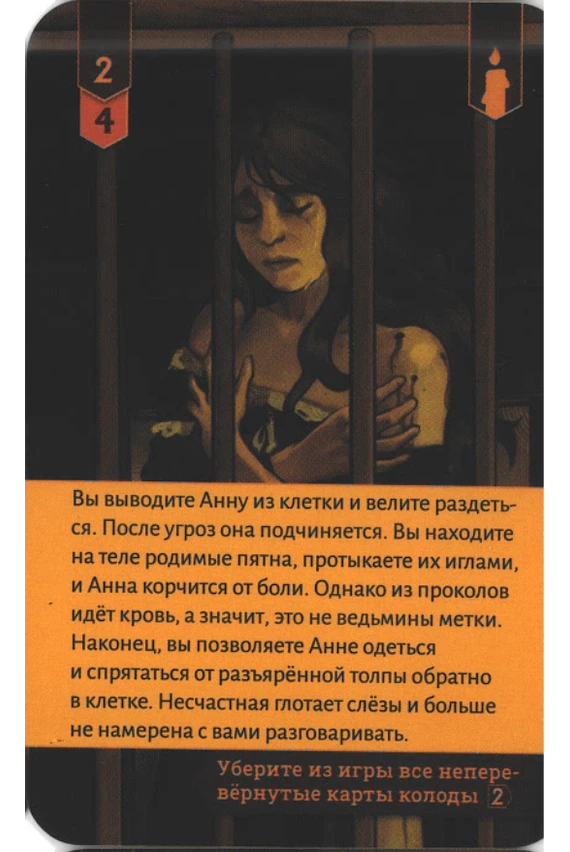 2
4
Вы выводите Анну из клетки и велите раздеть-
ся. После угроз она подчиняется. Вы находите
на теле родимые пятна, протыкаете их иглами,
и Анна корчится от боли. Однако из проколов
идёт кровь, а значит, это не ведьмины метки.
Наконец, вы позволяете Анне одеться
и спрятаться от разъярённой толпы обратно
в клетке. Несчастная глотает слёзы и больше
не намерена с вами разговаривать.
Уберите из игры все непере-
вёрнутые карты колоды 2